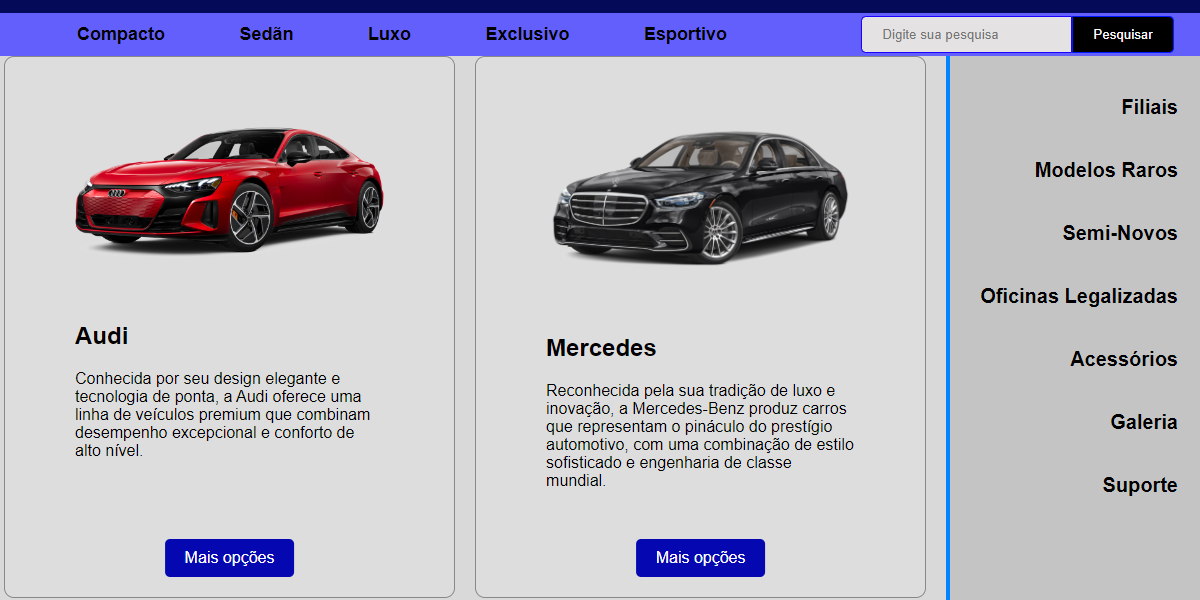 Compacto
Sedãn
Luxo
Exclusivo
Esportivo
Digite sua pesquisa
Pesquisar
Audi
Conhecida por seu design elegante e
tecnologia de ponta, a Audi oferece uma
linha de veículos premium que combinam
desempenho excepcional e conforto de
alto nível.
Mais opções
Mercedes
Reconhecida pela sua tradição de luxo e
inovação, a Mercedes-Benz produz carros
que representam o pináculo do prestígio
automotivo, com uma combinação de estilo
sofisticado e engenharia de classe
mundial.
Mais opções
Filiais
Modelos Raros
Semi-Novos
Oficinas Legalizadas
Acessórios
Galeria
Suporte